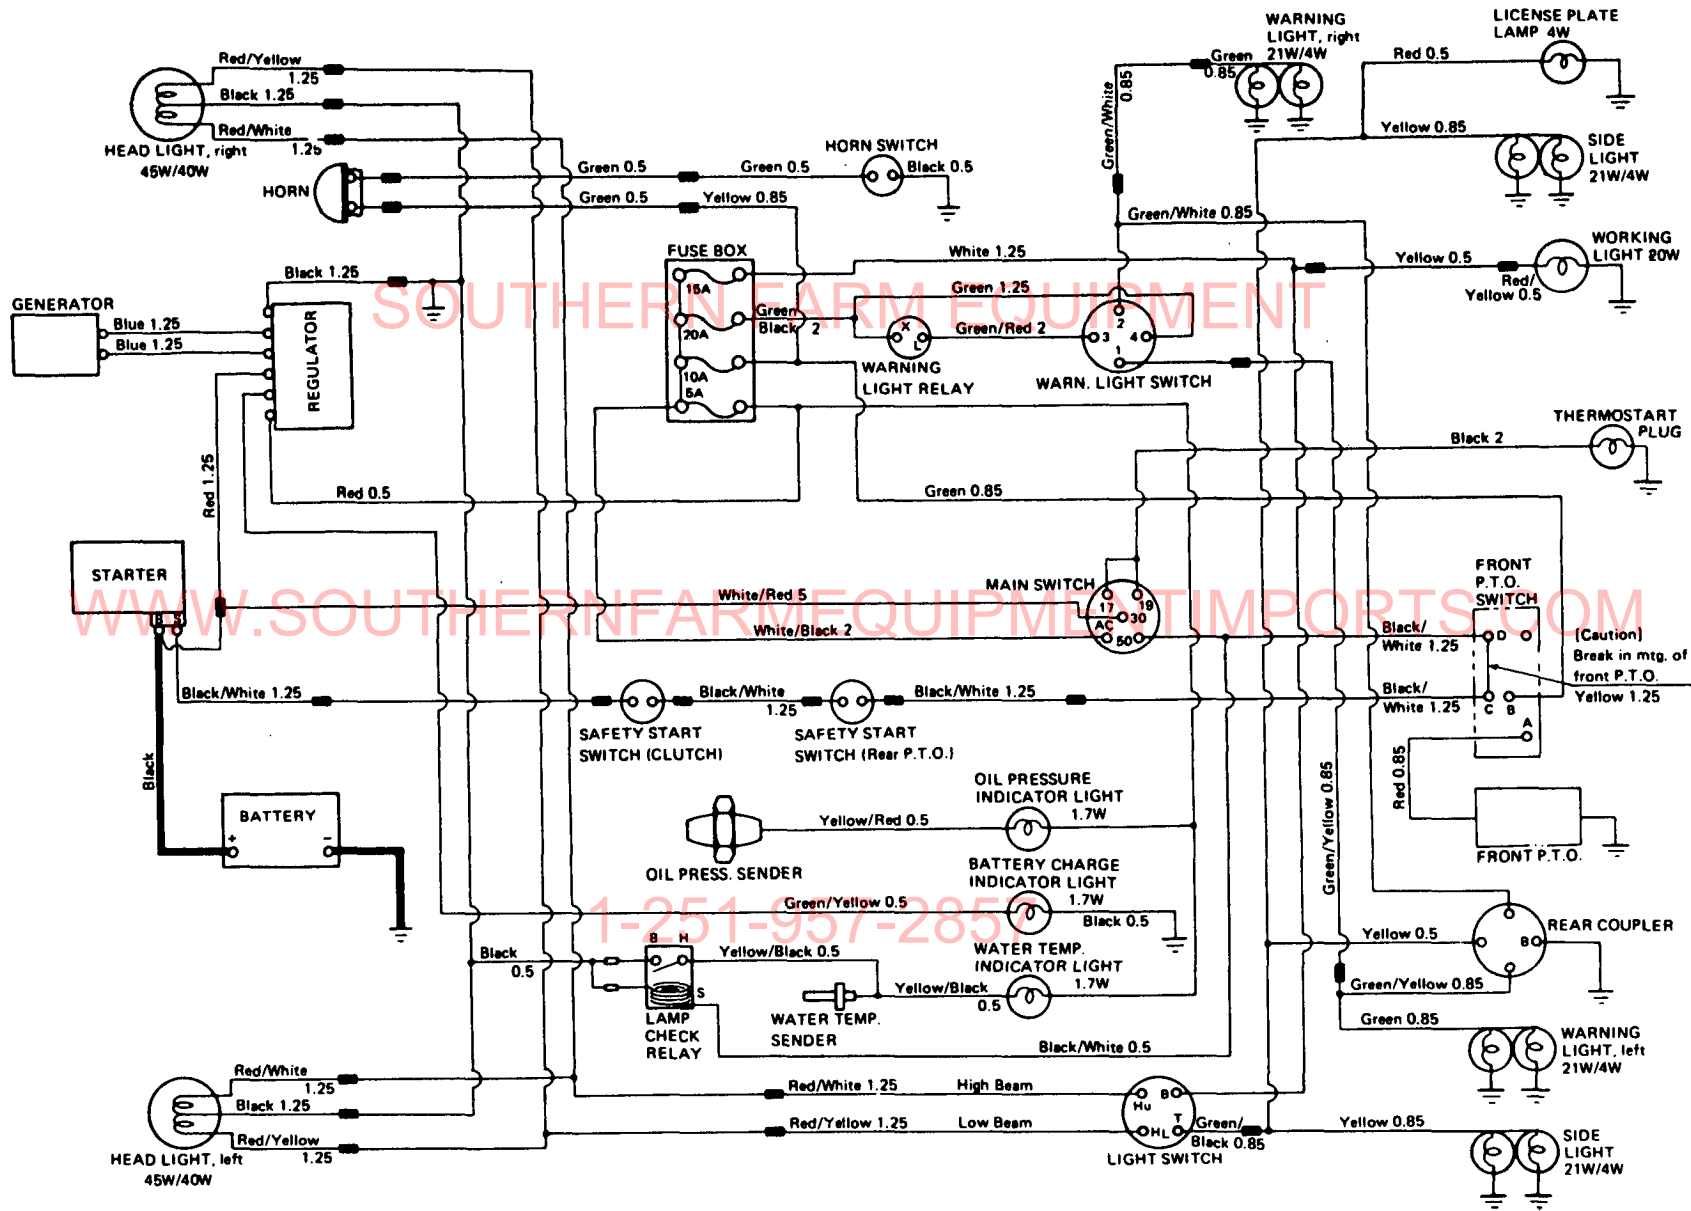 WARNING
LIGHT, right
21W/4W
LICENSE PLATE
LAMP 4W
Red/Yellow
1.25
Black 1.25
Red/White
1.25
HEAD LIGHT, right
45W/40W
Green
0.85
Green/White
0.85
Red 0.5
Yellow 0.85
SIDE
LIGHT
21W/4W
HORN
Green 0.5
Green 0.5
HORN SWITCH
Black 0.5
Green 0.5
Yellow 0.85
Green/White 0.85
WORKING
LIGHT 20W
Yellow 0.5
Red/
Yellow 0.5
FUSE BOX
15A
20A
10A
5A
White 1.25
Green 1.25
Green
Black 2
X
L
Green/Red 2
WARNING
LIGHT RELAY
2
3
4
1
WARN. LIGHT SWITCH
Black 1.25
SOUTHERN FARM EQUIPMENT
GENERATOR
Blue 1.25
Blue 1.25
REGULATOR
THERMOSTART
PLUG
Black 2
Red 1.25
Red 0.5
Green 0.85
STARTER
B
S
WWW.SOUTHERNFARMEQUIPMENTIMPORTS.COM
White/Red 5
White/Black 2
MAIN SWITCH
17
19
30
AC
50
FRONT
P.T.O.
SWITCH
Black/
White 1.25
D
(Caution)
Break in mtg. of
front P.T.O.
Yellow 1.25
Black/
White 1.25
C
B
A
Black/White 1.25
Black/White
1.25
Black/White 1.25
SAFETY START
SWITCH (CLUTCH)
SAFETY START
SWITCH (Rear P.T.O.)
Black
BATTERY
+
-
Red 0.85
FRONT P.T.O.
Green/Yellow 0.85
OIL PRESSURE
INDICATOR LIGHT
1.7W
Yellow/Red 0.5
OIL PRESS. SENDER
BATTERY CHARGE
INDICATOR LIGHT
1.7W
Green/Yellow 0.5
Black 0.5
1-251-957-2857
WATER TEMP.
INDICATOR LIGHT
1.7W
Black
0.5
B
H
S
Yellow/Black 0.5
Yellow/Black
0.5
LAMP
CHECK
RELAY
WATER TEMP.
SENDER
Black/White 0.5
REAR COUPLER
Yellow 0.5
B
Green/Yellow 0.85
Green 0.85
WARNING
LIGHT, left
21W/4W
Red/White
1.25
Black 1.25
Red/Yellow
1.25
HEAD LIGHT, left
45W/40W
Red/White 1.25
High Beam
Red/Yellow 1.25
Low Beam
Hu
B
T
HL
LIGHT SWITCH
Green/
Black 0.85
Yellow 0.85
SIDE
LIGHT
21W/4W